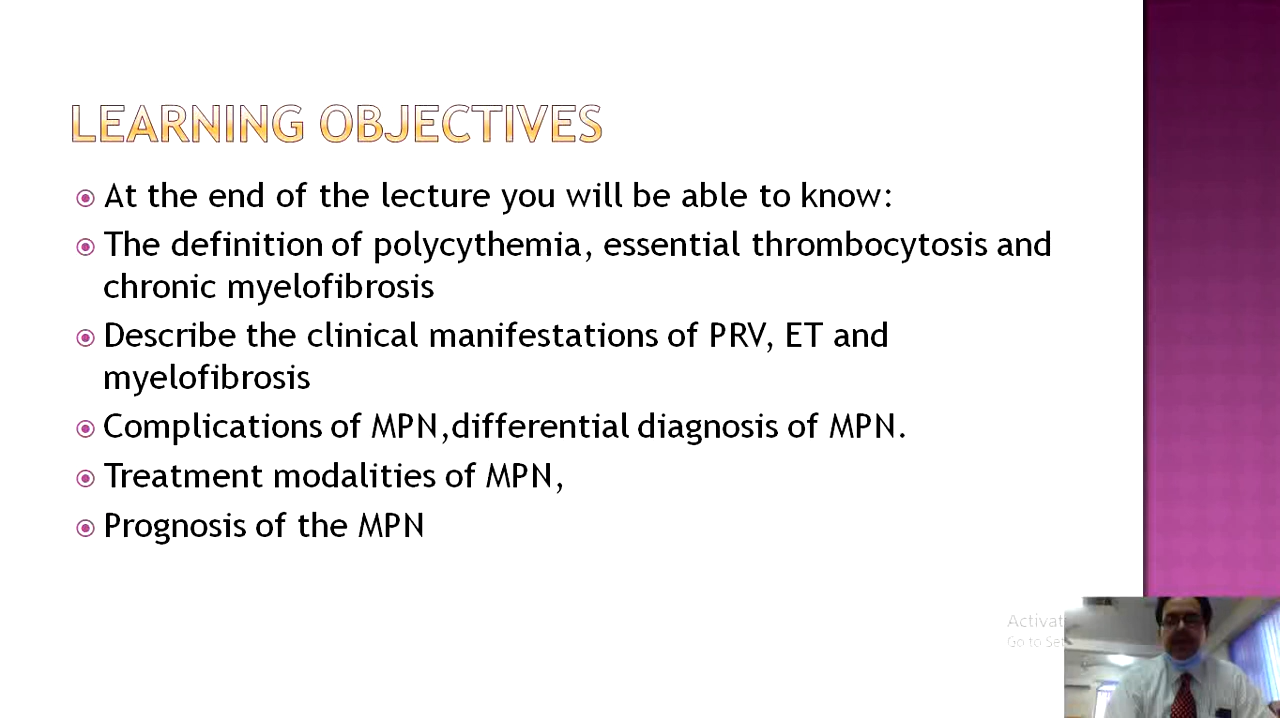 LEARNING OBJECTIVES
At the end of the lecture you will be able to know:
The definition of polycythemia, essential thrombocytosis and
chronic myelofibrosis
Describe the clinical manifestations of PRV, ET and
myelofibrosis
Complications of MPN,differential diagnosis of MPN.
Treatment modalities of MPN,
Prognosis of the MPN
Activat
Go to Set